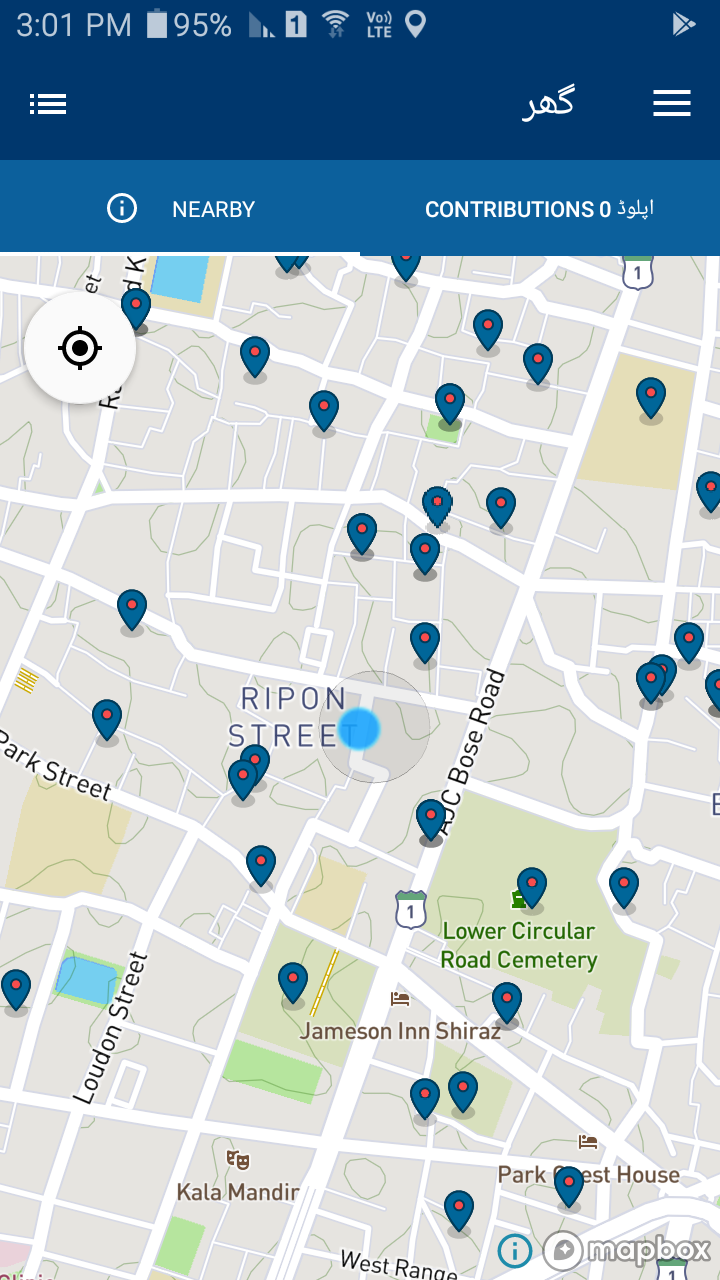 3:01 PM 95% 1 Vo)) LTE
گھر
NEARBY
CONTRIBUTIONS 0 اپلوڈ
1
RIPON
STREET
Park Street
AJC Bose Road
1
Lower Circular
Road Cemetery
Loudon Street
Jameson Inn Shiraz
Kala Mandir
Park Guest House
West Range
mapbox
1